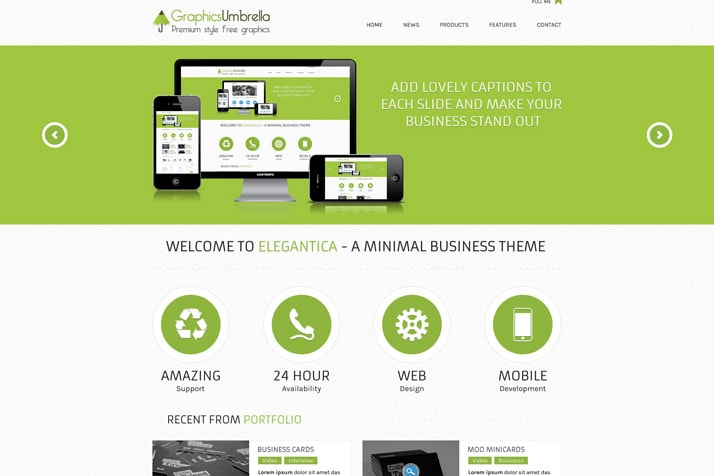 PULL ME
GraphicsUmbrella
Premium style free graphics
HOME NEWS PRODUCTS FEATURES CONTACT
ADD LOVELY CAPTIONS TO
EACH SLIDE AND MAKE YOUR
BUSINESS STAND OUT
WELCOME TO ELEGANTICA - A MINIMAL BUSINESS THEME
AMAZING
Support
24 HOUR
Availability
WEB
Design
MOBILE
Development
RECENT FROM PORTFOLIO
BUSINESS CARDS
Video Interview
Lorem ipsum dolor sit amet das
MOO MINICARDS
Video Business
Lorem ipsum dolor sit amet das